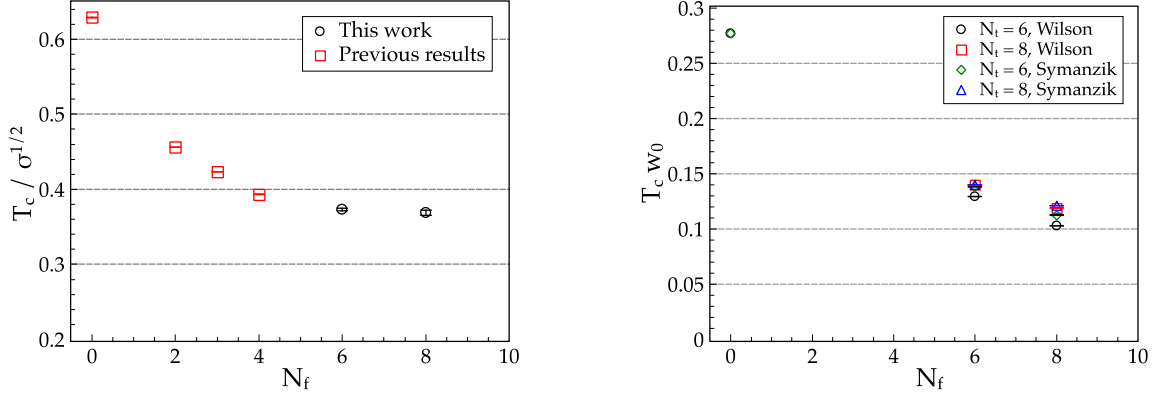 This work
Previous results
0.6
0.5
0.4
0.3
0.2
T_c / σ^{1/2}
0 2 4 6 8 10
N_f
N_t = 6, Wilson
N_t = 8, Wilson
N_t = 6, Symanzik
N_t = 8, Symanzik
0.3
0.25
0.2
0.15
0.1
0.05
0
T_c w_0
0 2 4 6 8 10
N_f